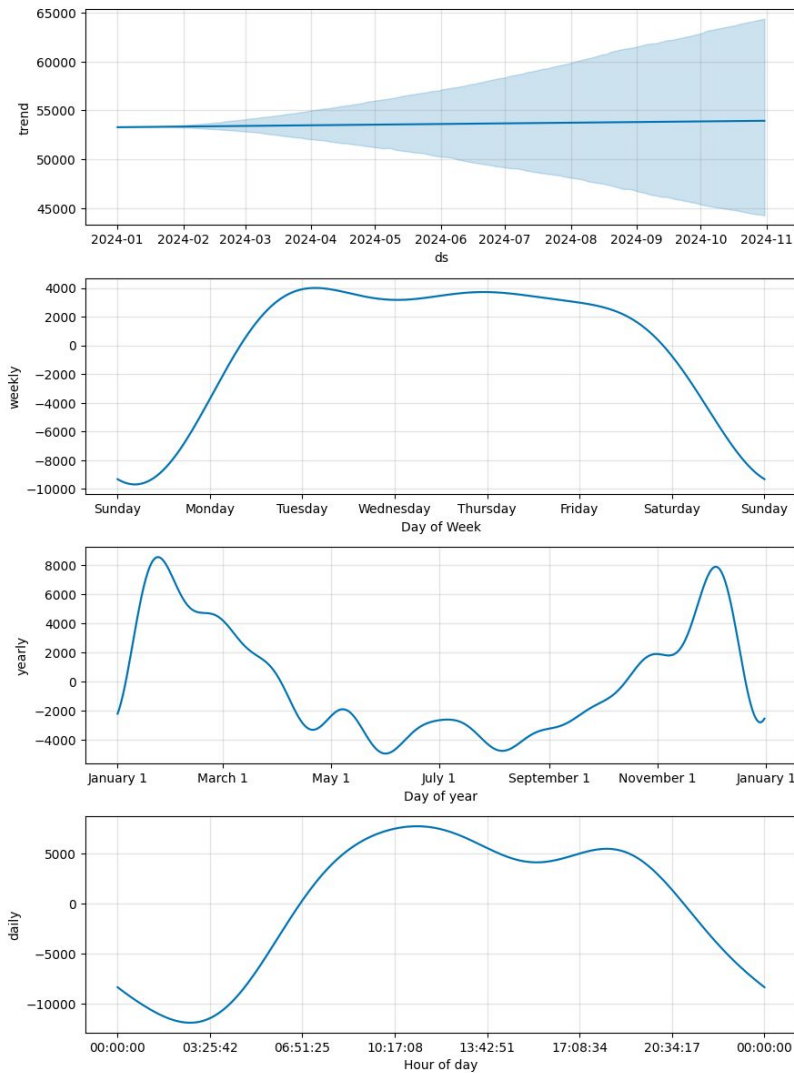 65000
60000
trend
55000
50000
45000
2024-01 2024-02 2024-03 2024-04 2024-05 2024-06 2024-07 2024-08 2024-09 2024-10 2024-11
ds
4000
2000
0
weekly
−2000
−4000
−6000
−8000
−10000
Sunday Monday Tuesday Wednesday Thursday Friday Saturday Sunday
Day of Week
8000
6000
4000
yearly
2000
0
−2000
−4000
January 1 March 1 May 1 July 1 September 1 November 1 January 1
Day of year
5000
0
daily
−5000
−10000
00:00:00 03:25:42 06:51:25 10:17:08 13:42:51 17:08:34 20:34:17 00:00:00
Hour of day